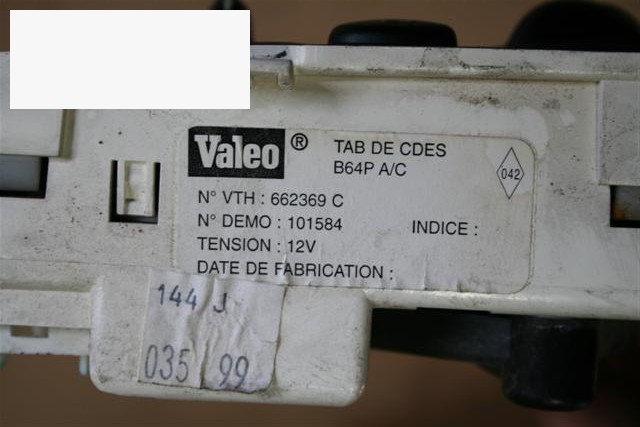 Valeo ® TAB DE CDES
B64P A/C
042
N° VTH : 662369 C
N° DEMO : 101584 INDICE :
TENSION : 12V
DATE DE FABRICATION :
144 J
035 99